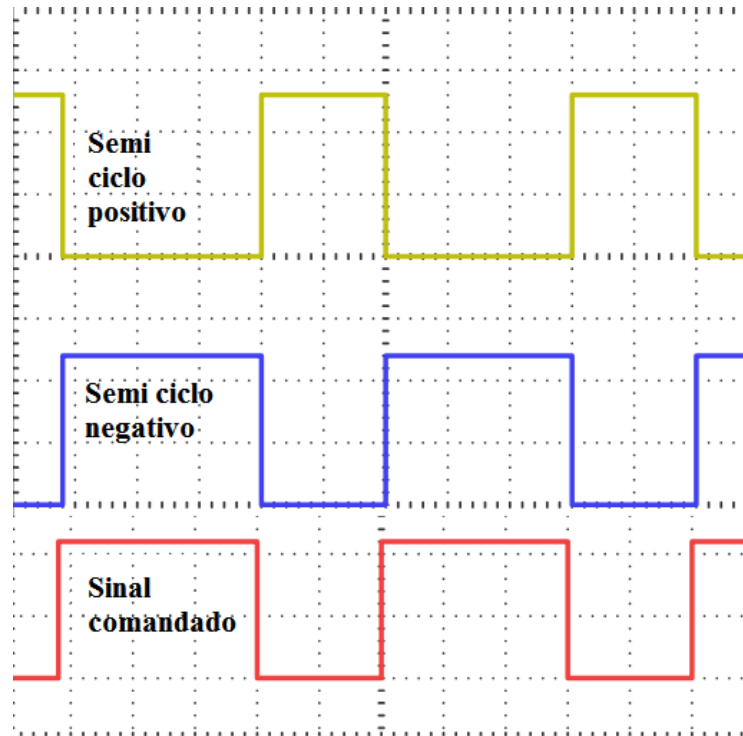 Semi
ciclo
positivo
Semi ciclo
negativo
Sinal
comandado